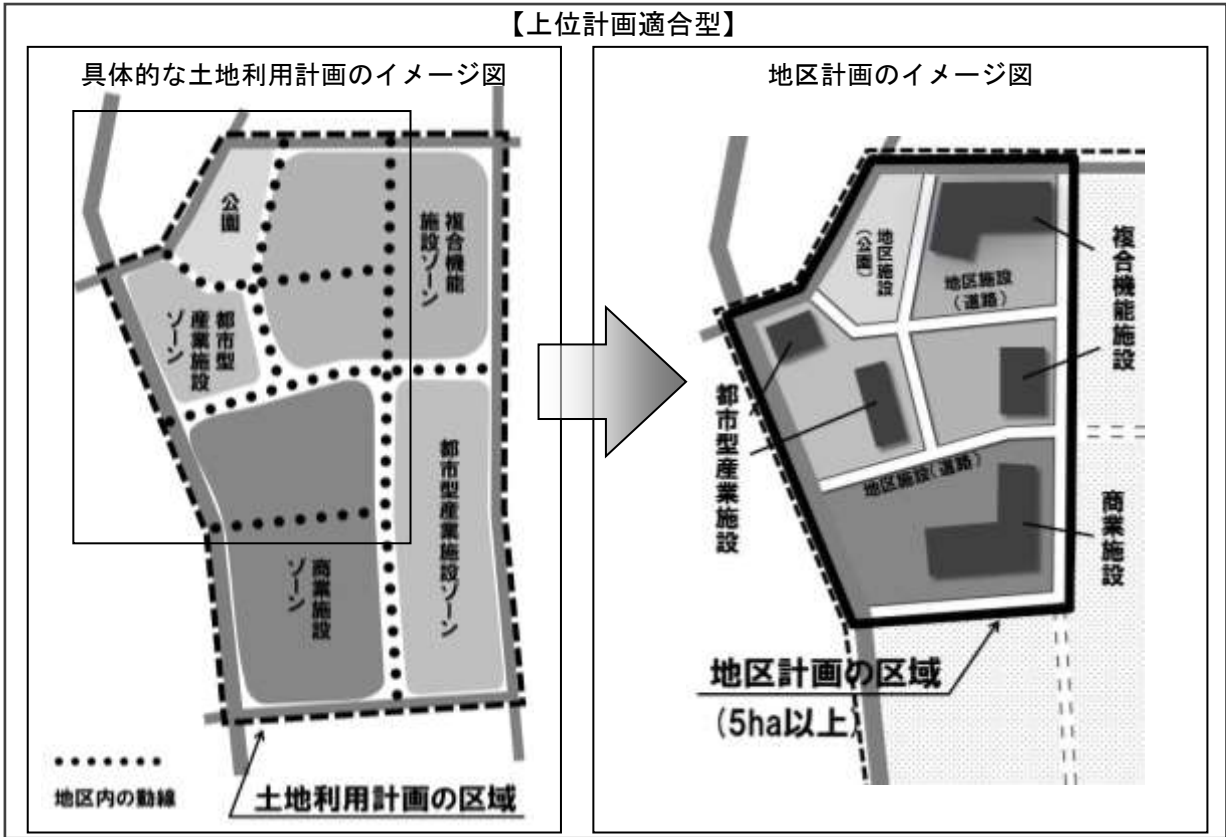 【上位計画適合型】
具体的な土地利用計画のイメージ図
公園
複合機能
施設ゾーン
都市型
産業施設
ゾーン
都市型産業施設ゾーン
商業施設
ゾーン
地区内の動線
土地利用計画の区域
地区計画のイメージ図
地区施設
(公園)
地区施設
(道路)
複合機能施設
都市型産業施設
地区施設(道路)
商業施設
地区計画の区域
(5ha以上)